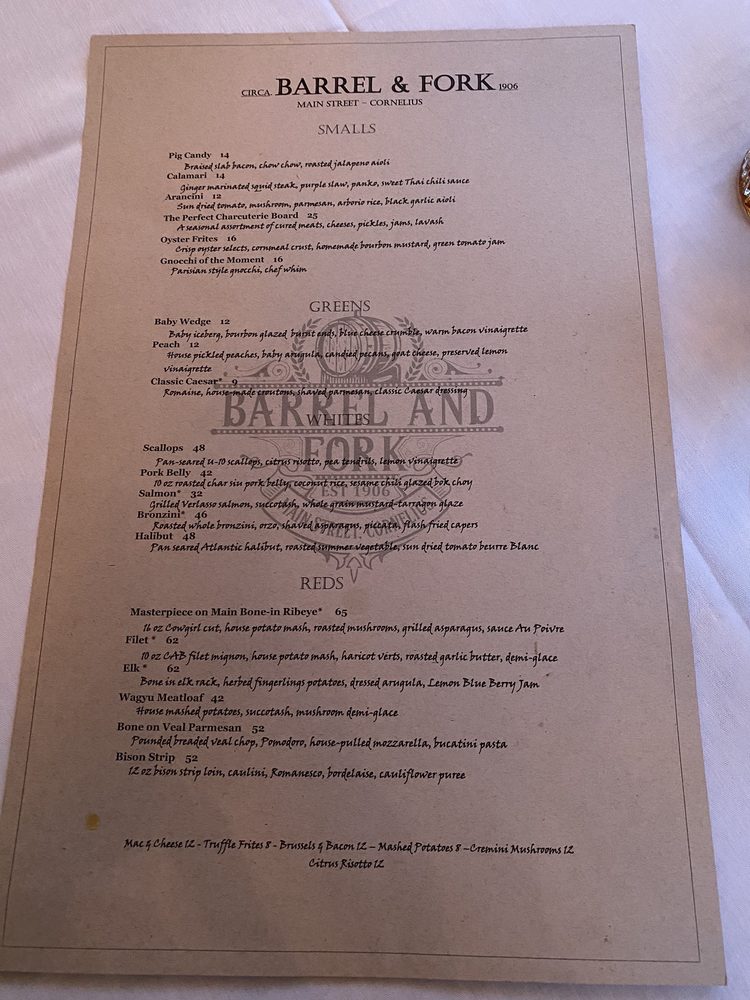 CIRCA. BARREL & FORK 1906
MAIN STREET ~ CORNELIUS
SMALLS
Pig Candy 14
Braised slab bacon, chow chow, roasted jalapeno aioli
Calamari 14
Ginger marinated squid steak, purple slaw, panko, sweet Thai chili sauce
Arancini 12
Sun dried tomato, mushroom, parmesan, arborio rice, black garlic aioli
The Perfect Charcuterie Board 25
A seasonal assortment of cured meats, cheeses, pickles, jams, lavash
Oyster Frites 16
Crisp oyster selects, cornmeal crust, homemade bourbon mustard, green tomato jam
Gnocchi of the Moment 16
Parisian style gnocchi, chef whim
GREENS
Baby Wedge 12
Baby iceberg, bourbon glazed burnt ends, blue cheese crumble, warm bacon vinaigrette
Peach 12
House pickled peaches, baby arugula, candied pecans, goat cheese, preserved lemon
vinaigrette
Classic Caesar* 9
Romaine, house-made croutons, shaved parmesan, classic Caesar dressing
BARREL AND
WHITES
FORK
Scallops 48
Pan-seared u-10 scallops, citrus risotto, pea tendrils, lemon vinaigrette
Pork Belly 42
10 oz roasted char siu pork belly, coconut rice, sesame chili glazed bok choy
EST 1906
Salmon* 32
Grilled Verlasso salmon, succotash, whole grain mustard-tarragon glaze
Bronzini* 46
Roasted whole bronzini, orzo, shaved asparagus, piccata, flash fried capers
MAIN STREET, CORNELIUS
Halibut 48
Pan seared Atlantic halibut, roasted summer vegetable, sun dried tomato beurre Blanc
REDS
Masterpiece on Main Bone-in Ribeye* 65
16 oz Cowgirl cut, house potato mash, roasted mushrooms, grilled asparagus, sauce Au Poivre
Filet * 62
10 oz CAB filet mignon, house potato mash, haricot verts, roasted garlic butter, demi-glace
Elk * 62
Bone in elk rack, herbed fingerlings potatoes, dressed arugula, Lemon Blue Berry Jam
Wagyu Meatloaf 42
House mashed potatoes, succotash, mushroom demi-glace
Bone on Veal Parmesan 52
Pounded breaded veal chop, Pomodoro, house-pulled mozzarella, bucatini pasta
Bison Strip 52
12 oz bison strip loin, caulini, Romanesco, bordelaise, cauliflower puree
Mac & Cheese 12 - Truffle Frites 8 - Brussels & Bacon 12 – Mashed Potatoes 8 –Cremini Mushrooms 12
Citrus Risotto 12